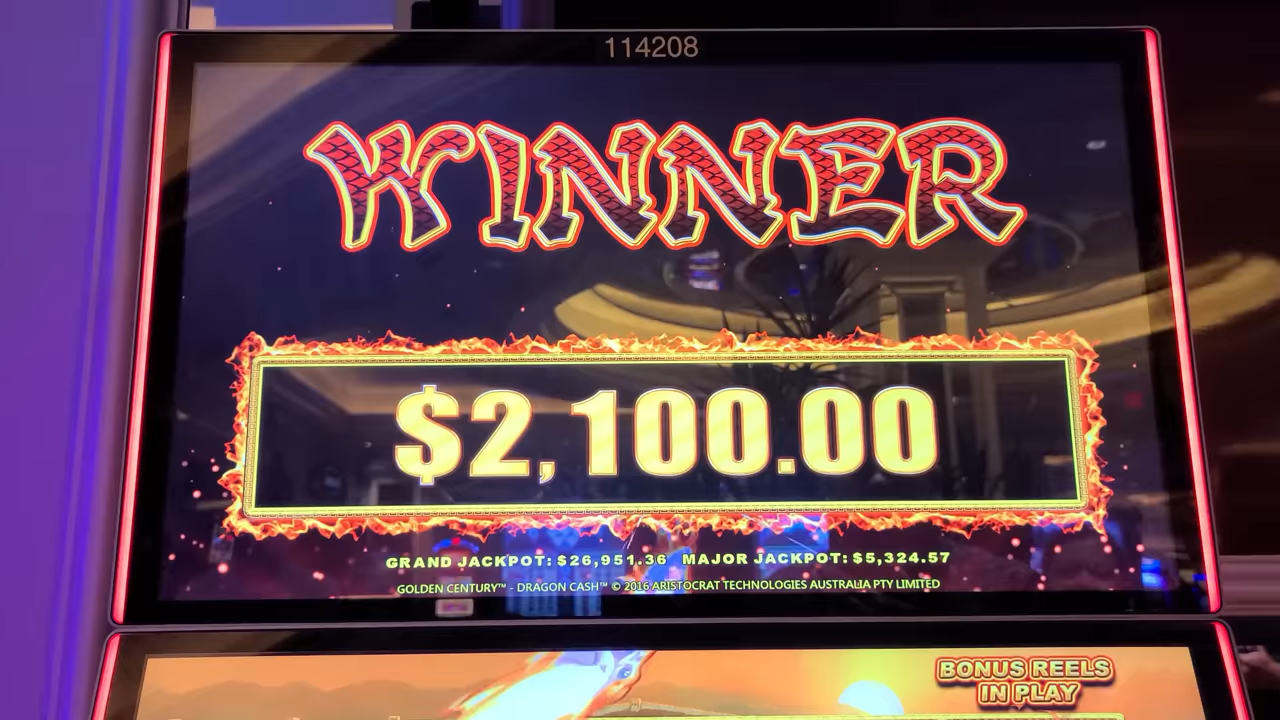 114208
WINNER
$2,100.00
GRAND JACKPOT: $26,951.36 MAJOR JACKPOT: $5,324.57
GOLDEN CENTURY™ - DRAGON CASH™ © 2016 ARISTOCRAT TECHNOLOGIES AUSTRALIA PTY LIMITED
BONUS REELS
IN PLAY